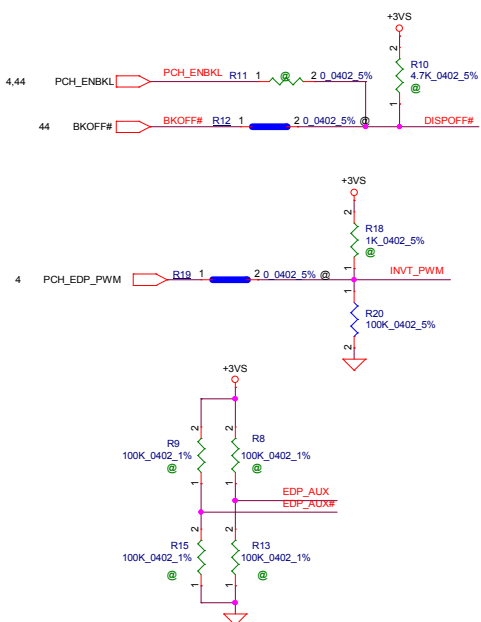 +3VS
2 R10
4.7K_0402_5%
@
1
4,44 PCH_ENBKL PCH_ENBKL R11 1 @ 2 0_0402_5%
44 BKOFF# BKOFF# R12 1 2 0_0402_5% @ DISPOFF#
+3VS
2
R18
1K_0402_5%
@
1
4 PCH_EDP_PWM R19 1 2 0_0402_5% @ INVT_PWM
1
R20
100K_0402_5%
2
+3VS
2 2
R9 R8
100K_0402_1% 100K_0402_1%
@ @
1 1
EDP_AUX
EDP_AUX#
2 2
R15 R13
100K_0402_1% 100K_0402_1%
@ @
1 1